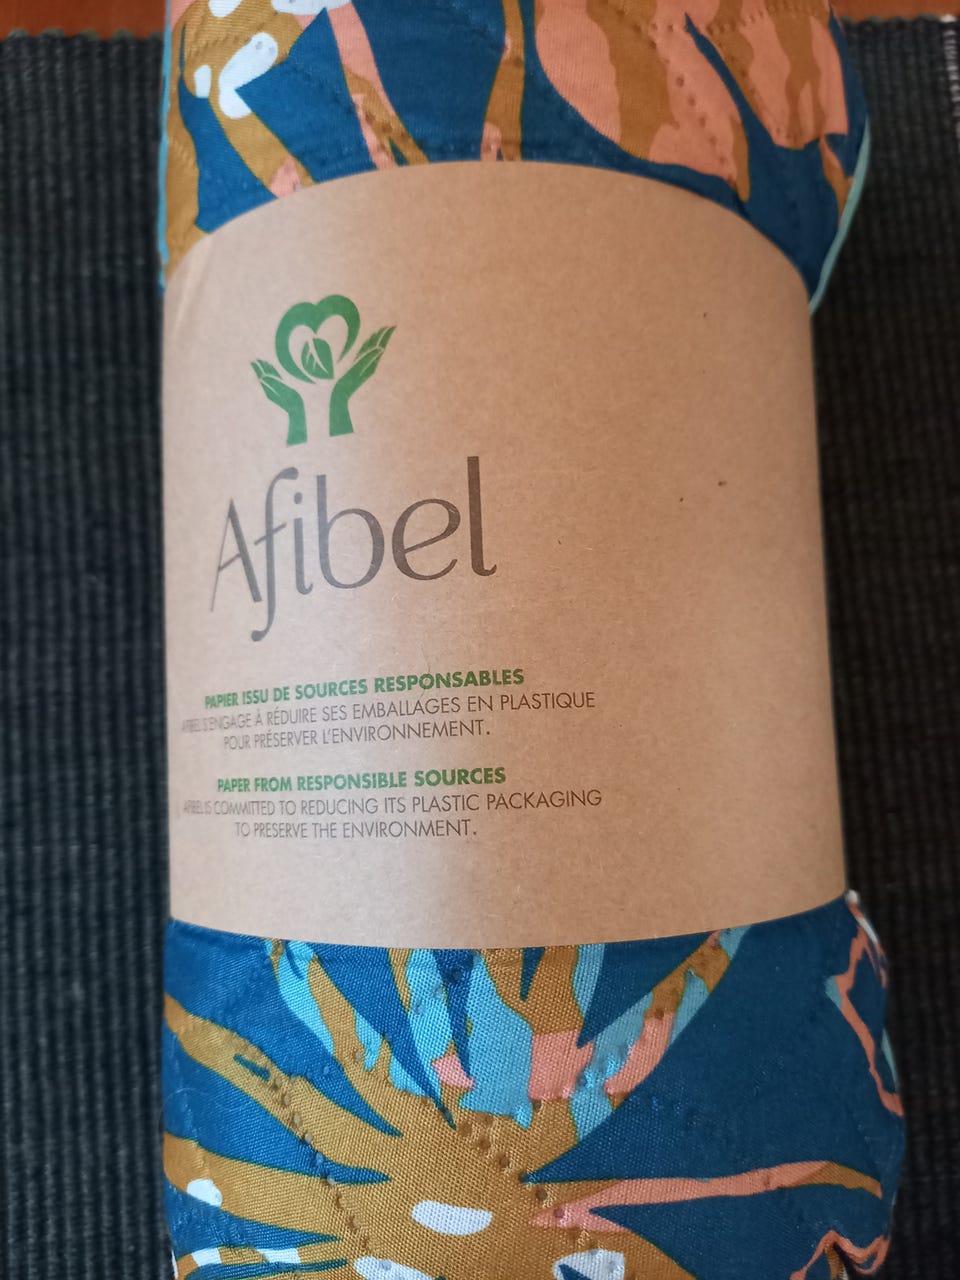 Afibel
PAPIER ISSU DE SOURCES RESPONSABLES
AFIBEL S'ENGAGE À RÉDUIRE SES EMBALLAGES EN PLASTIQUE
POUR PRÉSERVER L'ENVIRONNEMENT.
PAPER FROM RESPONSIBLE SOURCES
AFIBEL IS COMMITTED TO REDUCING ITS PLASTIC PACKAGING
TO PRESERVE THE ENVIRONMENT.